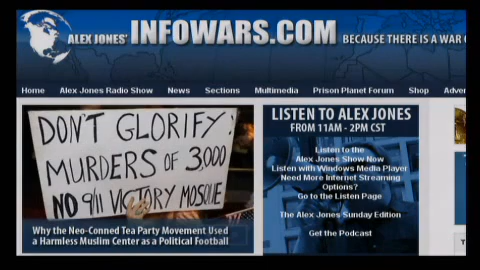 ALEX JONES' INFOWARS.COM BECAUSE THERE IS A WAR
Home Alex Jones Radio Show News Sections Multimedia Prison Planet Forum Shop
DON'T GLORIFY:
MURDERS OF 3,000
NO 9/11 VICTORY MOSQUE
Why the Neo-Conned Tea Party Movement Used
a Harmless Muslim Center as a Political Football
LISTEN TO ALEX JONES
FROM 11AM - 2PM CST
Listen to the
Alex Jones Show Now
Listen with Windows Media Player
Need More Internet Streaming
Options?
Go to the Listen Page
The Alex Jones Sunday Edition
Get the Podcast